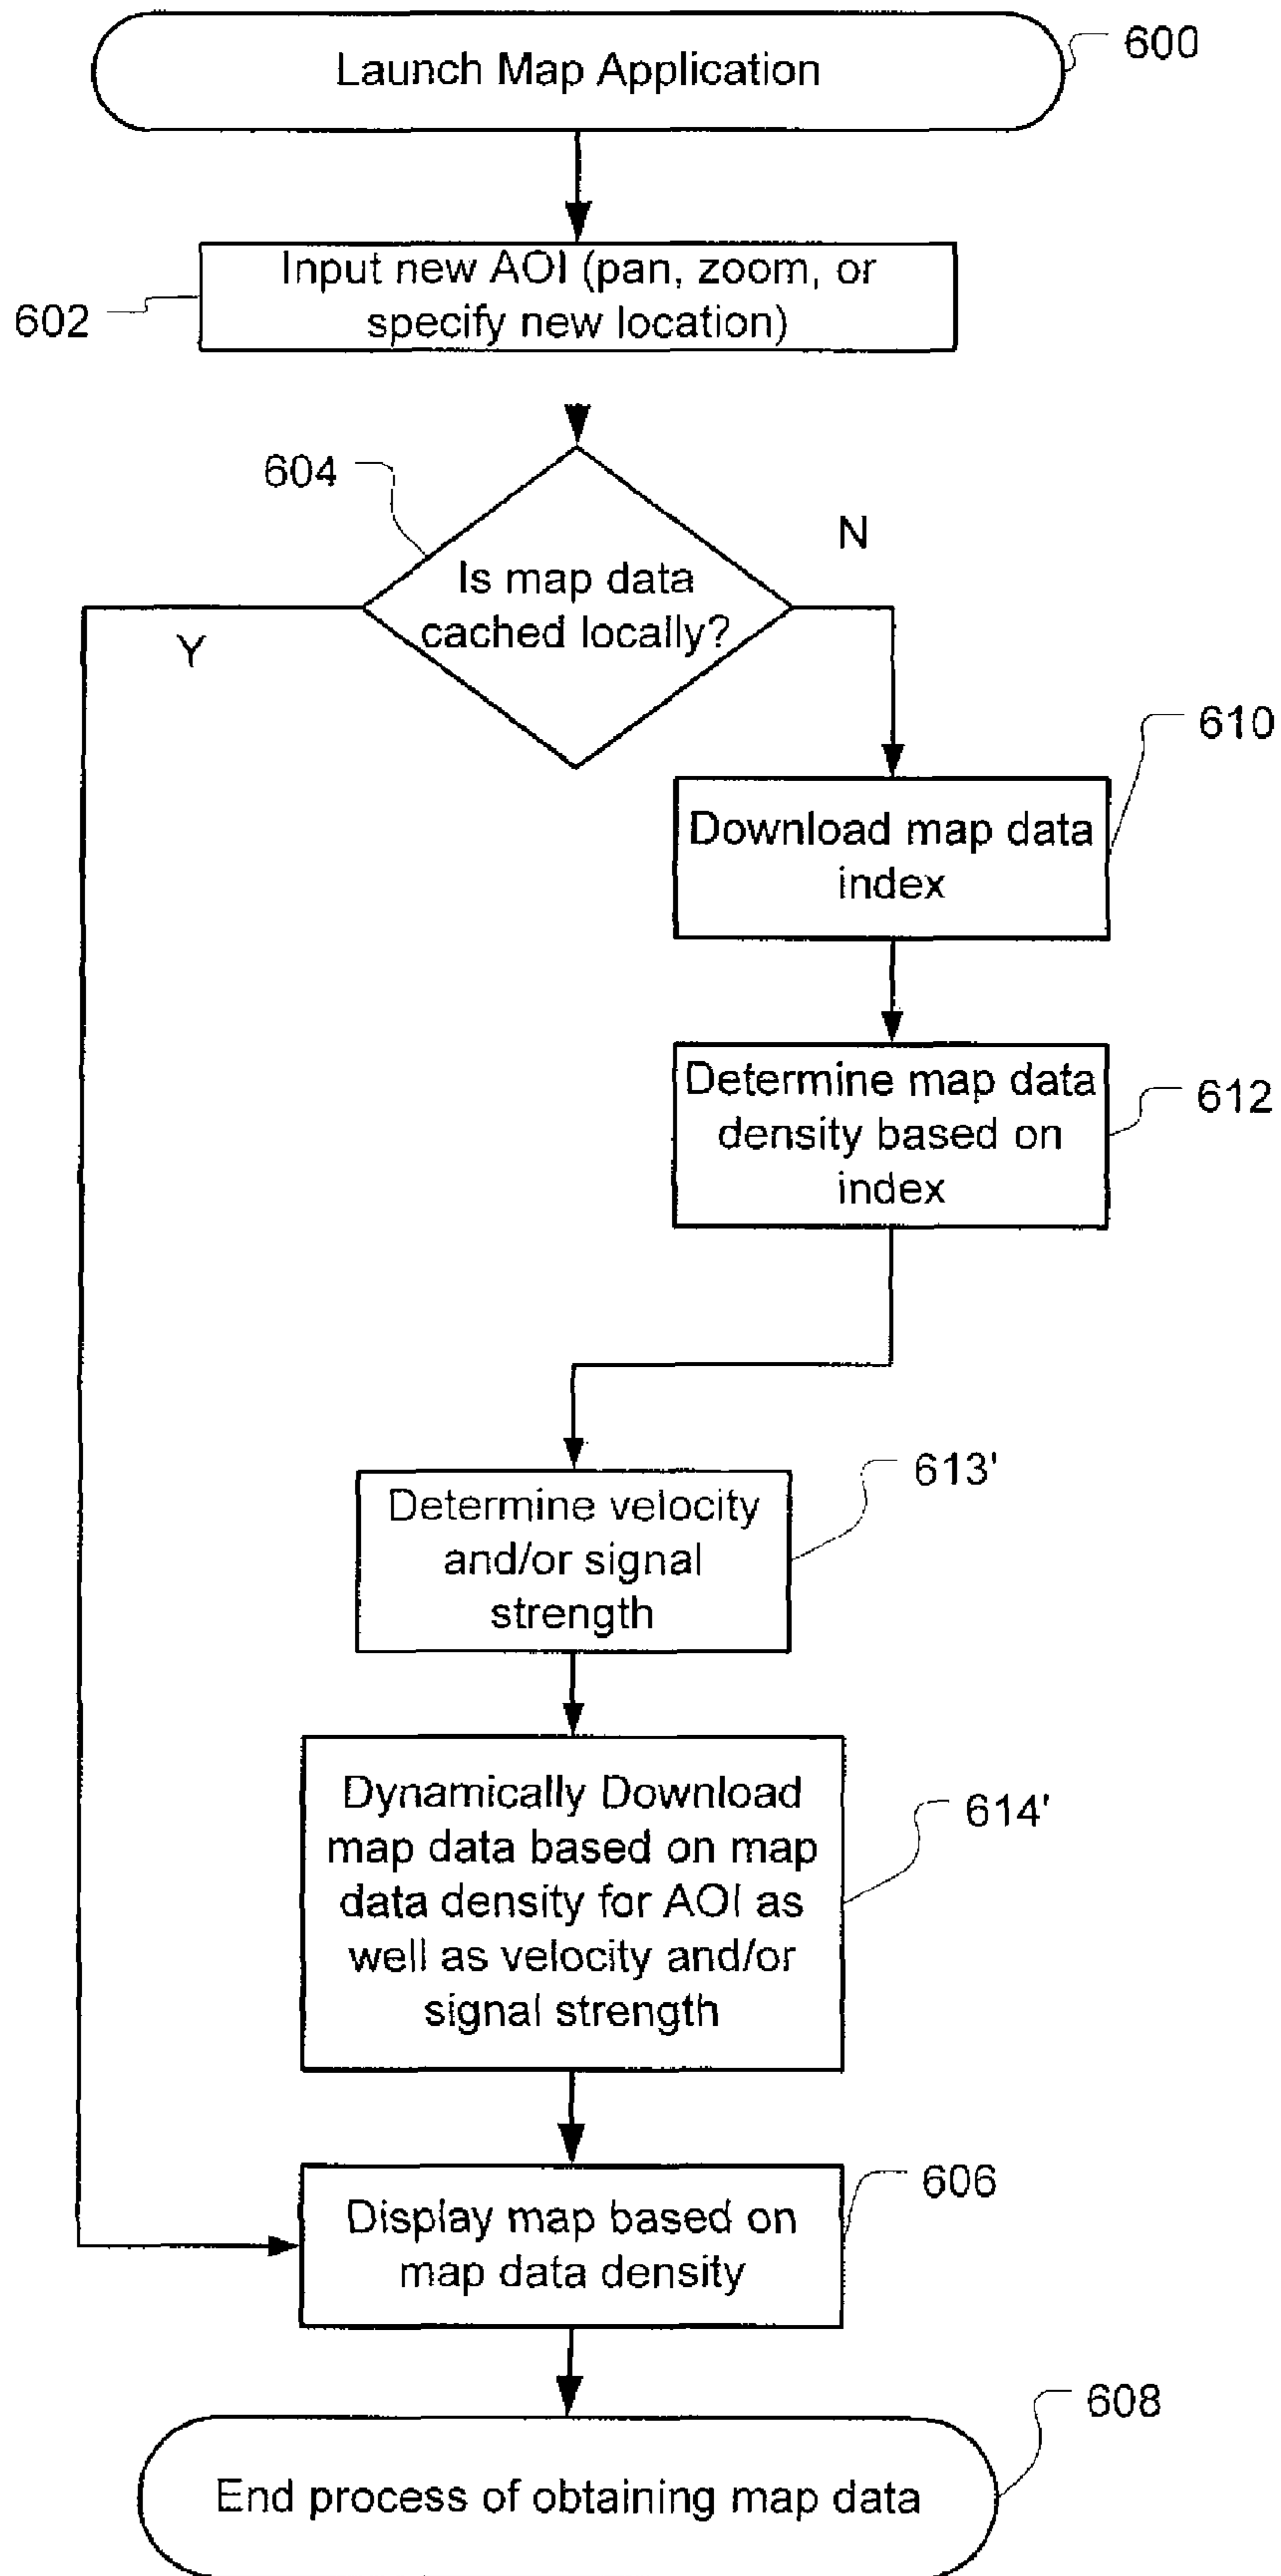 Launch Map Application
600
Input new AOI (pan, zoom, or
specify new location)
602
604
N
Is map data
cached locally?
Y
610
Download map data
index
Determine map data
density based on
index
612
613'
Determine velocity
and/or signal
strength
Dynamically Download
map data based on map
data density for AOI as
well as velocity and/or
signal strength
614'
606
Display map based on
map data density
608
End process of obtaining map data